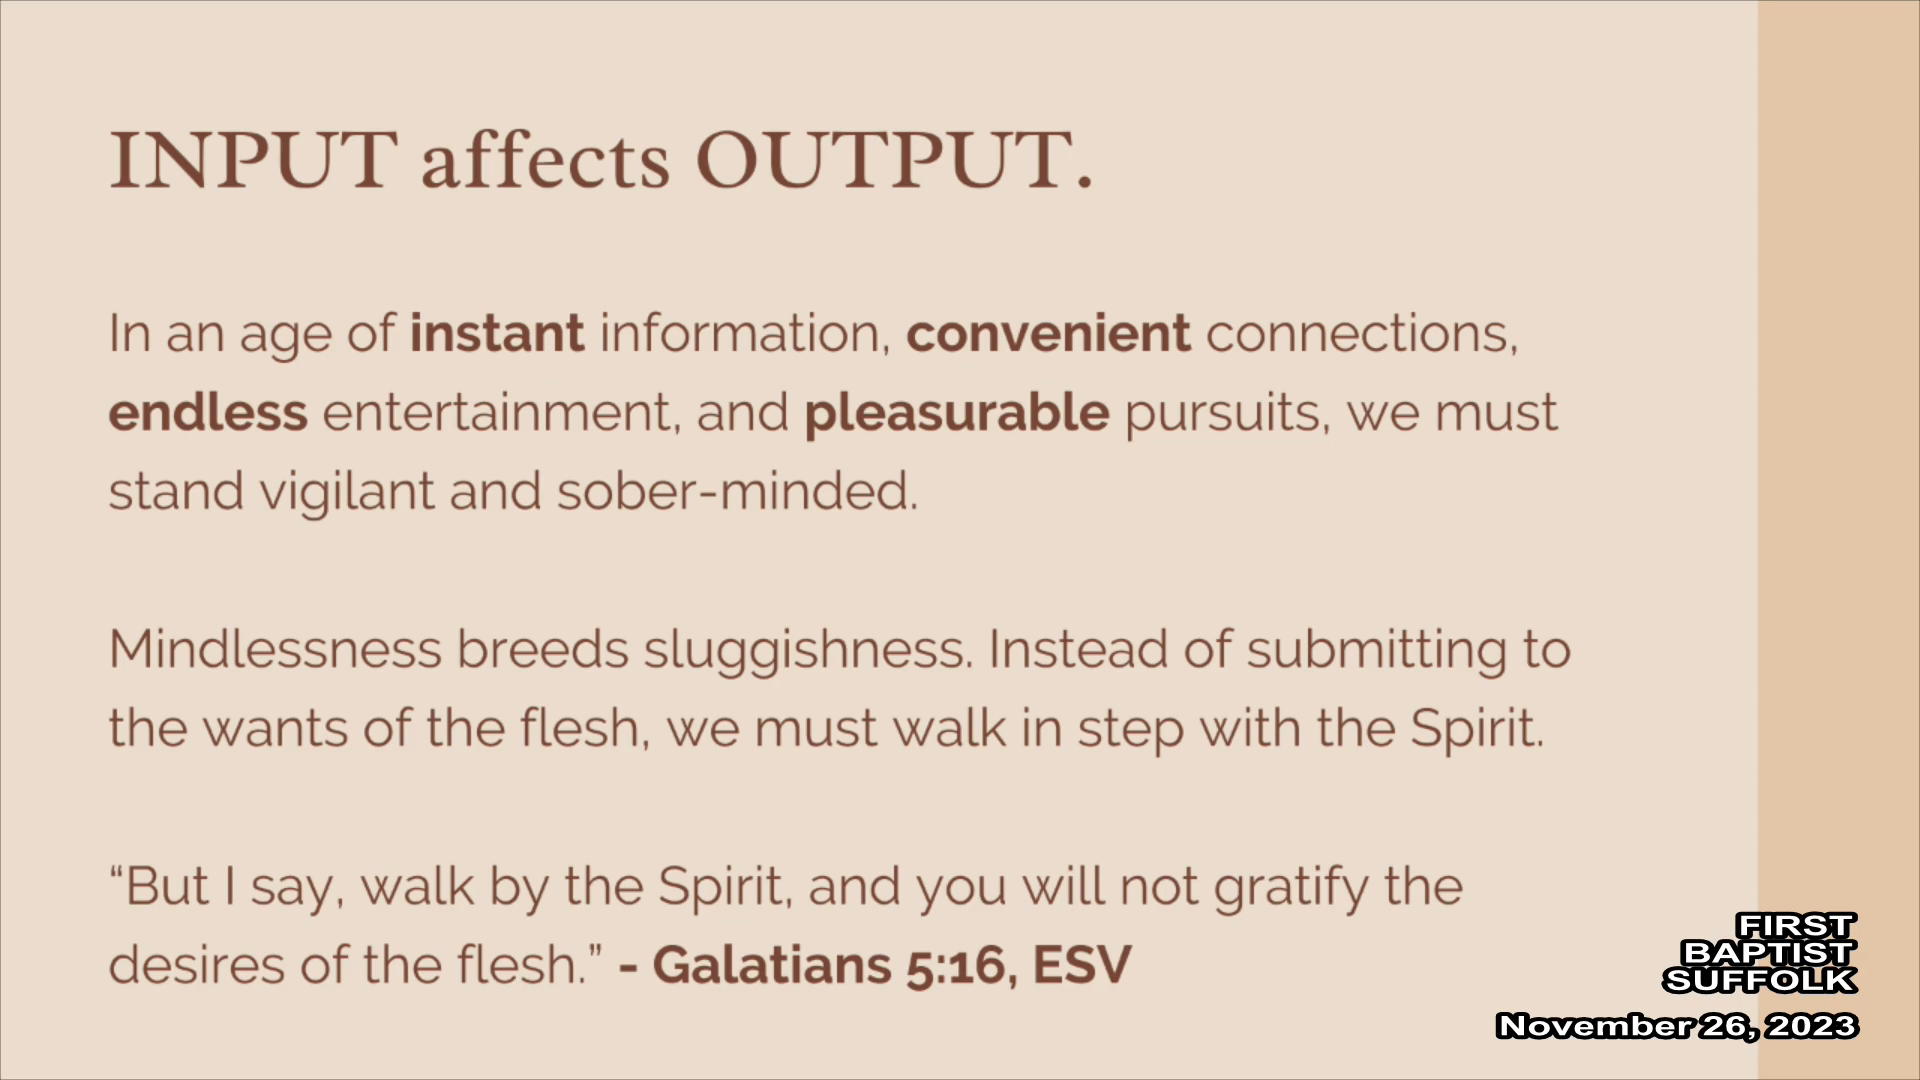 INPUT affects OUTPUT.
In an age of instant information, convenient connections,
endless entertainment, and pleasurable pursuits, we must
stand vigilant and sober-minded.
Mindlessness breeds sluggishness. Instead of submitting to
the wants of the flesh, we must walk in step with the Spirit.
“But I say, walk by the Spirit, and you will not gratify the
desires of the flesh.” - Galatians 5:16, ESV
FIRST
BAPTIST
SUFFOLK
November 26, 2023